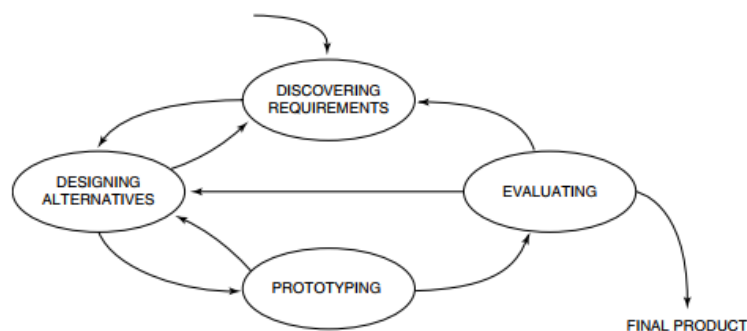 DISCOVERING
REQUIREMENTS
DESIGNING
ALTERNATIVES
EVALUATING
PROTOTYPING
FINAL PRODUCT